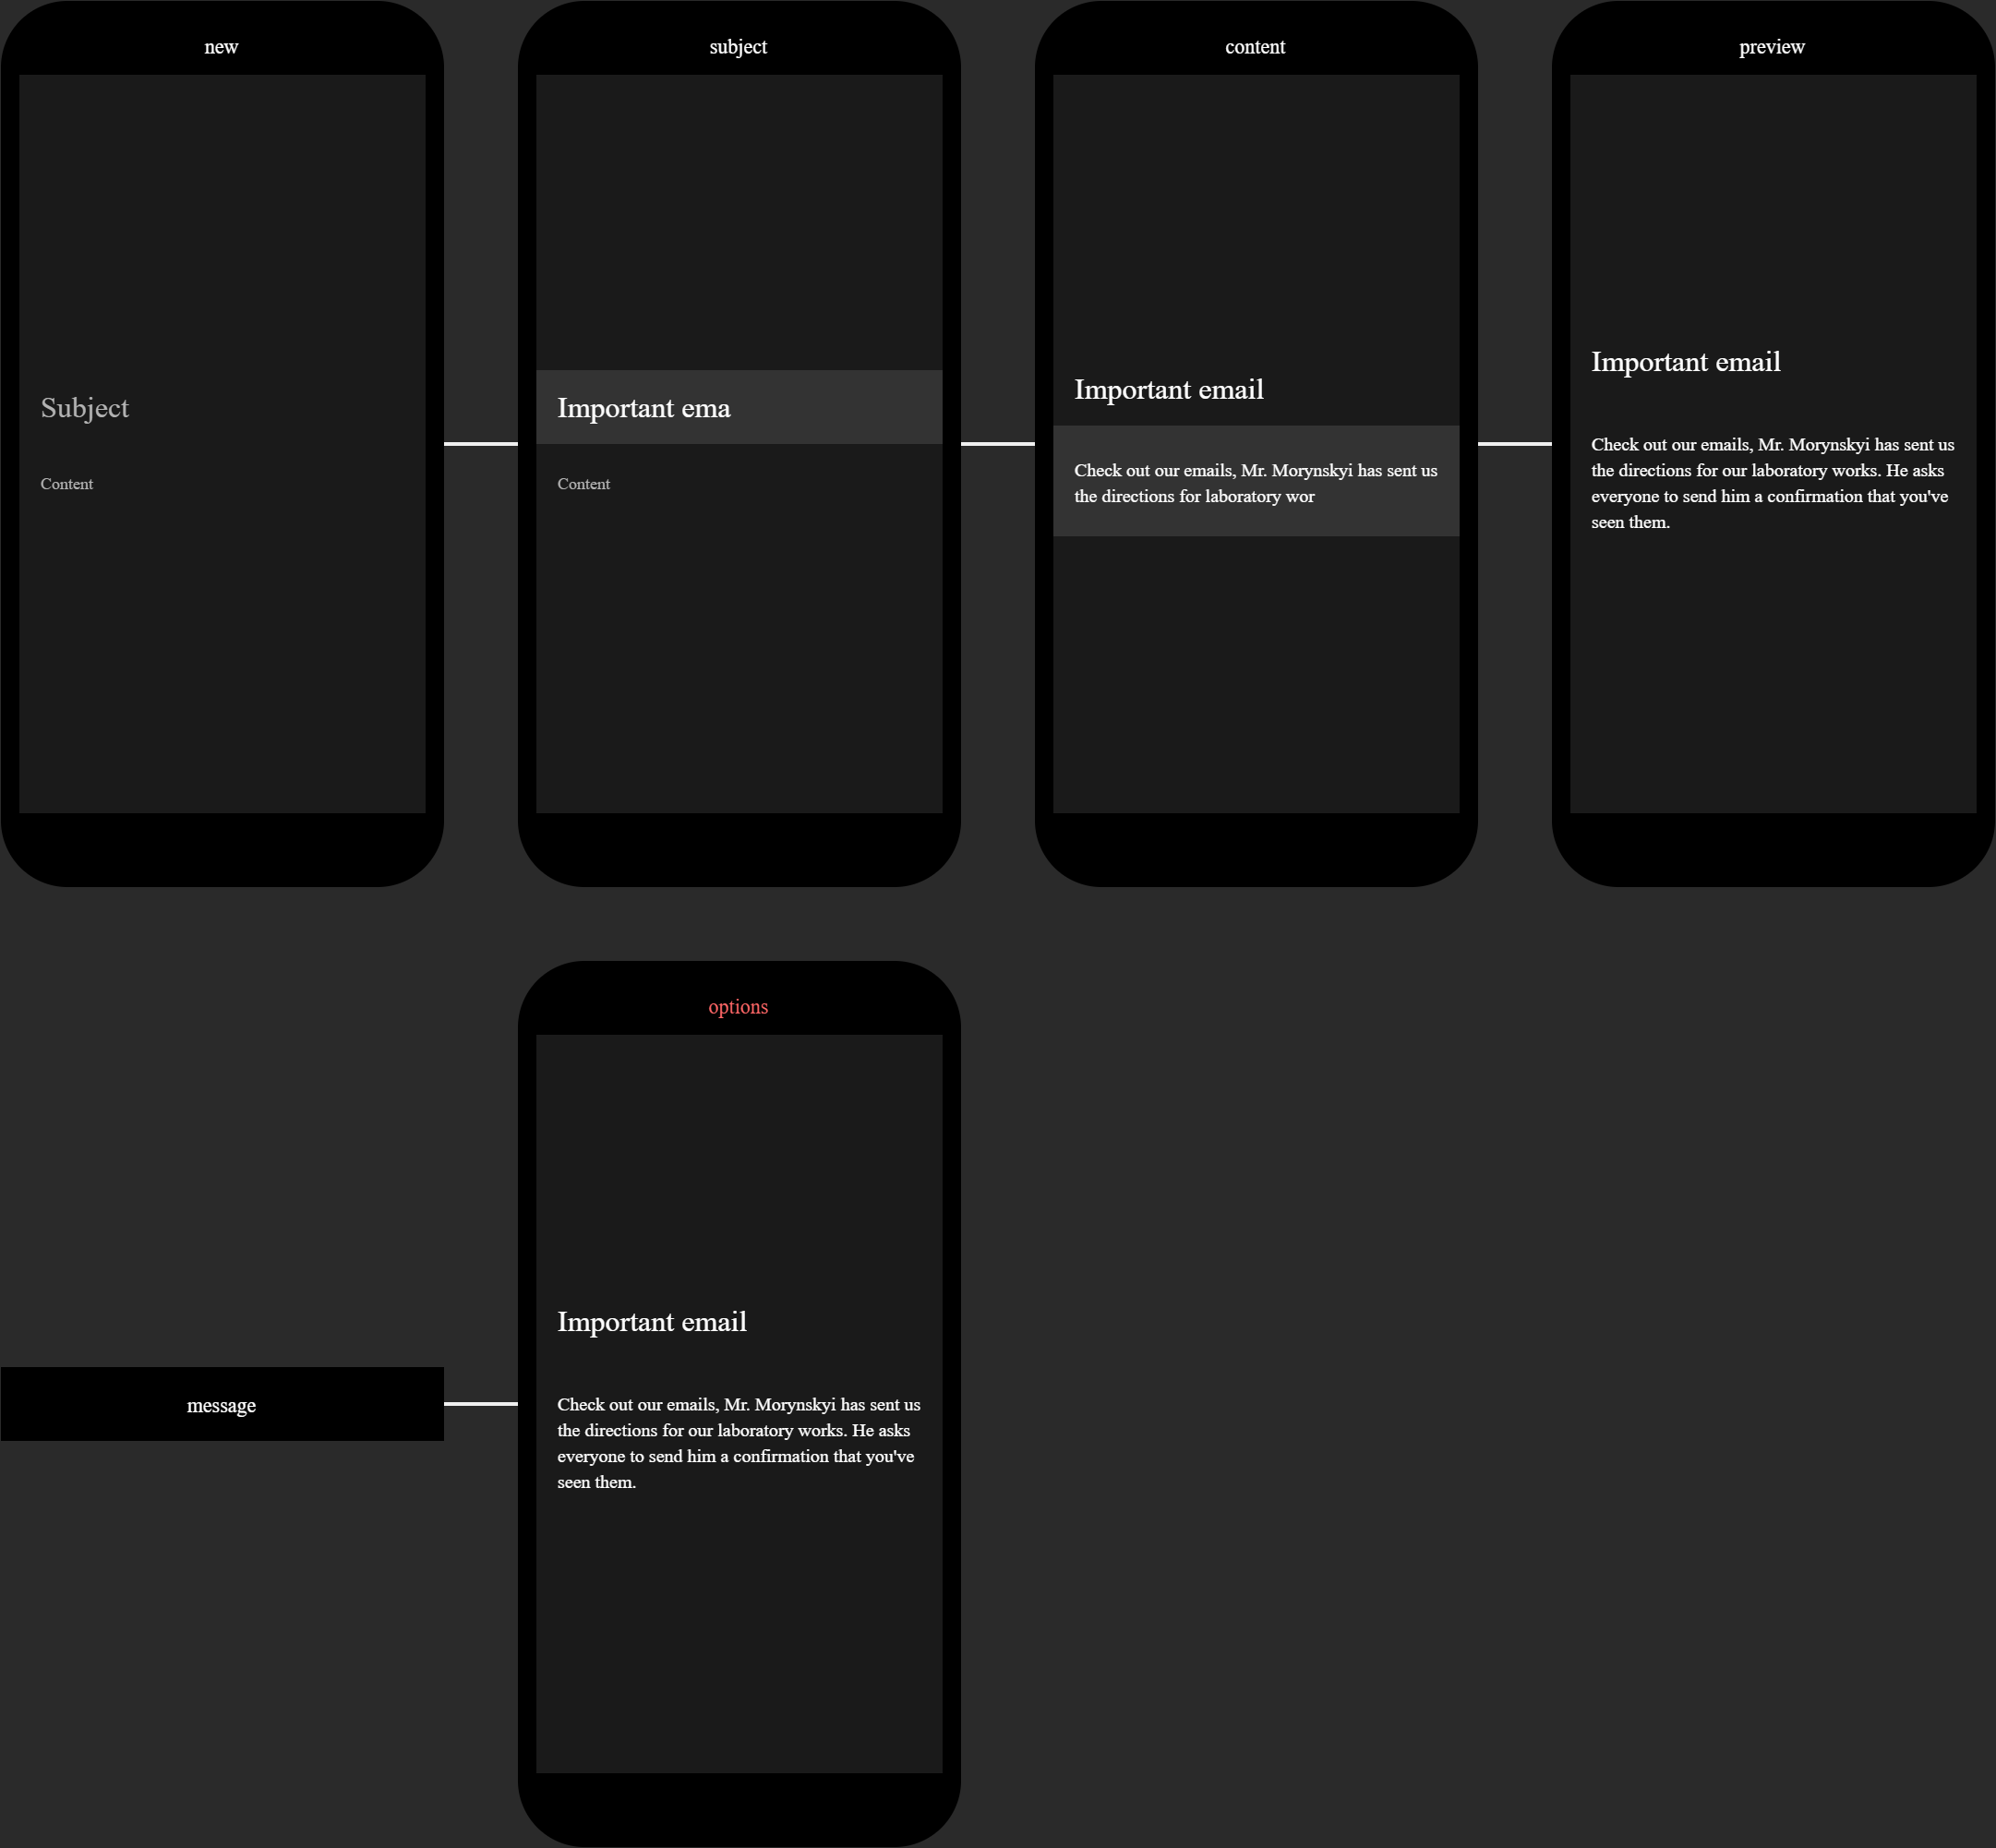 new
Subject
Content
subject
Important ema
Content
content
Important email
Check out our emails, Mr. Morynskyi has sent us
the directions for laboratory wor
preview
Important email
Check out our emails, Mr. Morynskyi has sent us
the directions for our laboratory works. He asks
everyone to send him a confirmation that you've
seen them.
message
options
Important email
Check out our emails, Mr. Morynskyi has sent us
the directions for our laboratory works. He asks
everyone to send him a confirmation that you've
seen them.